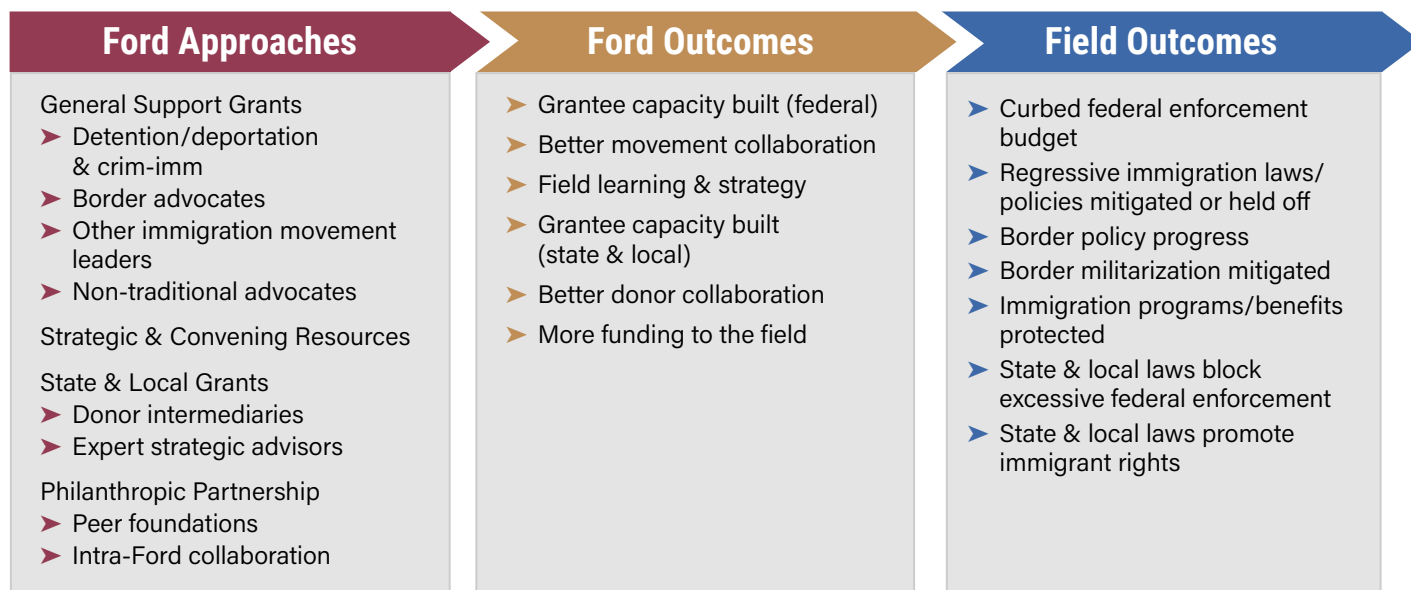 Ford Approaches
General Support Grants
➤ Detention/deportation
& crim-imm
➤ Border advocates
➤ Other immigration movement
leaders
➤ Non-traditional advocates
Strategic & Convening Resources
State & Local Grants
➤ Donor intermediaries
➤ Expert strategic advisors
Philanthropic Partnership
➤ Peer foundations
➤ Intra-Ford collaboration
Ford Outcomes
➤ Grantee capacity built (federal)
➤ Better movement collaboration
➤ Field learning & strategy
➤ Grantee capacity built
(state & local)
➤ Better donor collaboration
➤ More funding to the field
Field Outcomes
➤ Curbed federal enforcement
budget
➤ Regressive immigration laws/
policies mitigated or held off
➤ Border policy progress
➤ Border militarization mitigated
➤ Immigration programs/benefits
protected
➤ State & local laws block
excessive federal enforcement
➤ State & local laws promote
immigrant rights